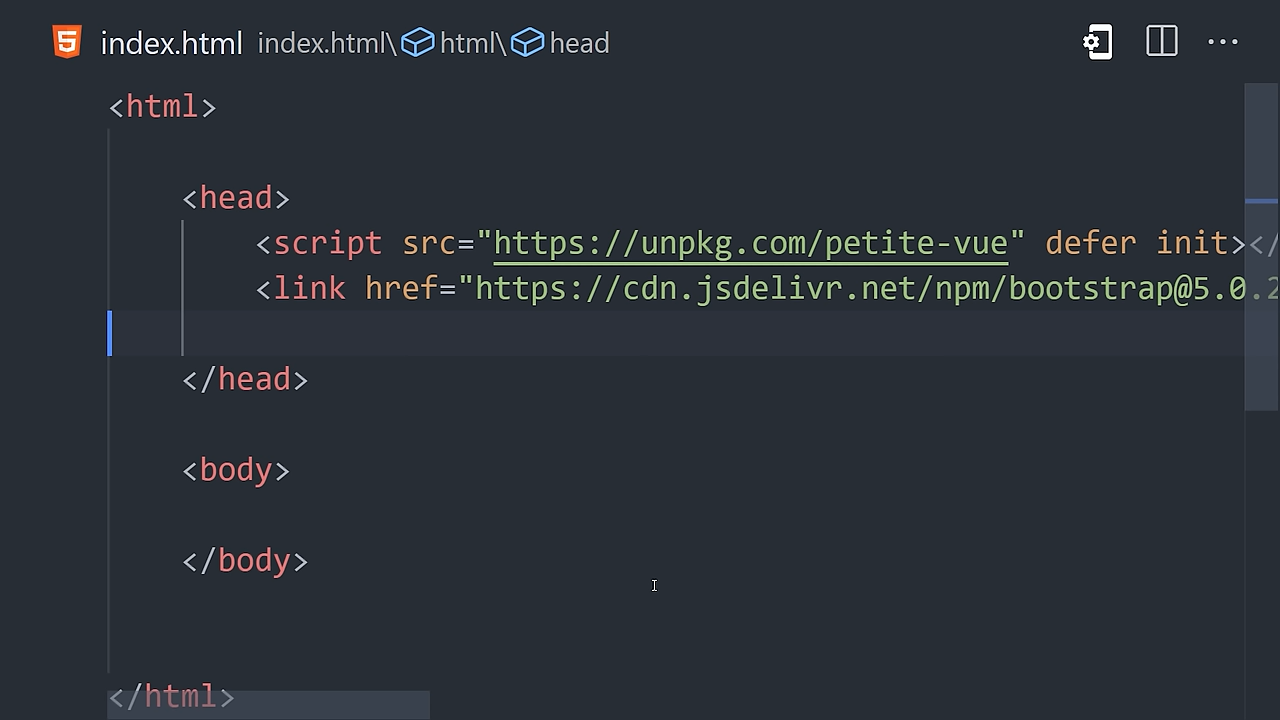 index.html index.html\html\head
<html>
<head>
<script src="https://unpkg.com/petite-vue" defer init></
<link href="https://cdn.jsdelivr.net/npm/bootstrap@5.0.2
</head>
<body>
</body>
</html>